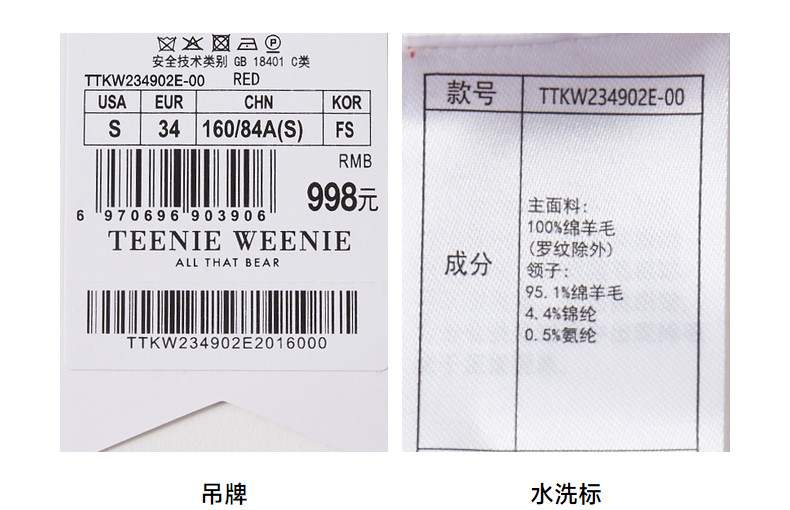 安全技术类别 GB 18401 C类
TTKW234902E-00 RED
USA EUR CHN KOR
S 34 160/84A(S) FS
RMB
998元
6 970696 903906
TEENIE WEENIE
ALL THAT BEAR
TTKW234902E2016000
吊牌
款号 TTKW234902E-00
成分
主面料:
100%绵羊毛
(罗纹除外)
领子:
95.1%绵羊毛
4.4%锦纶
0.5%氨纶
水洗标